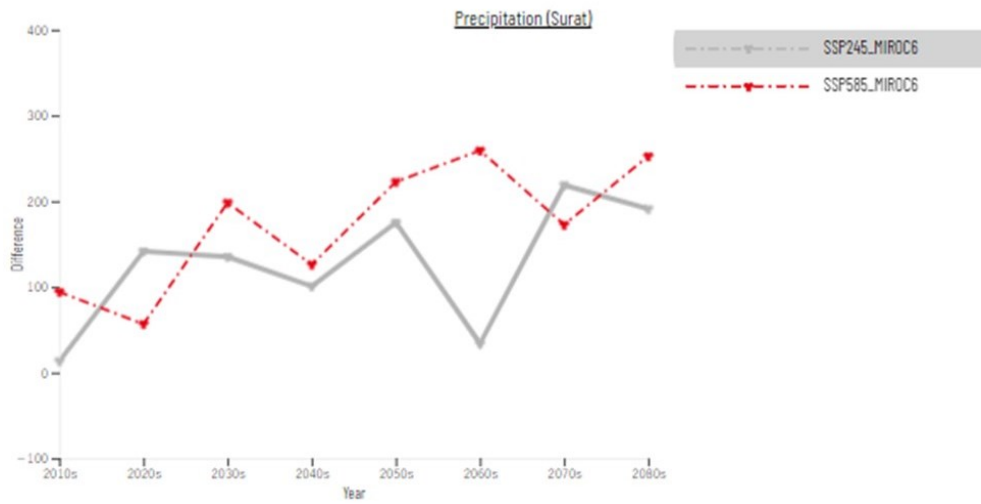 Precipitation (Surat)
SSP245_MIROC6
SSP585_MIROC6
400
300
200
100
0
-100
Difference
2010s 2020s 2030s 2040s 2050s 2060s 2070s 2080s
Year